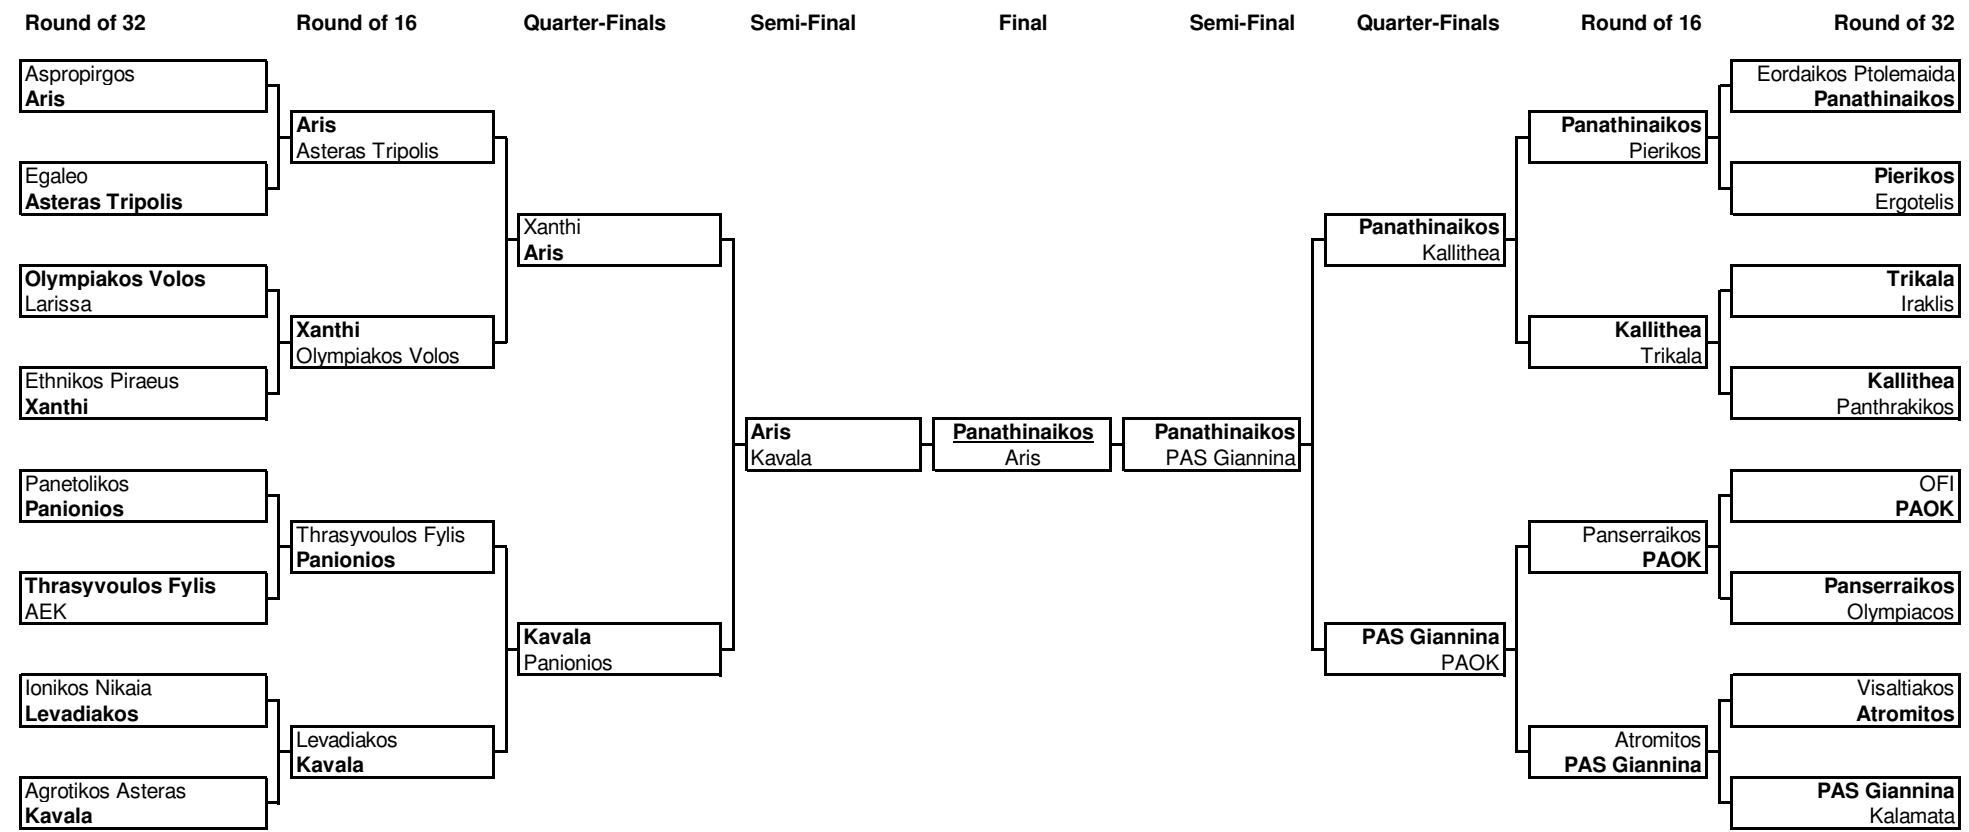 Round of 32
Round of 16
Quarter-Finals
Semi-Final
Final
Semi-Final
Quarter-Finals
Round of 16
Round of 32
Aspropirgos
Aris
Egaleo
Asteras Tripolis
Olympiakos Volos
Larissa
Ethnikos Piraeus
Xanthi
Panetolikos
Panionios
Thrasyvoulos Fylis
AEK
Ionikos Nikaia
Levadiakos
Agrotikos Asteras
Kavala
Aris
Asteras Tripolis
Xanthi
Olympiakos Volos
Thrasyvoulos Fylis
Panionios
Levadiakos
Kavala
Xanthi
Aris
Kavala
Panionios
Aris
Kavala
Panathinaikos
Aris
Panathinaikos
PAS Giannina
Panathinaikos
Kallithea
PAS Giannina
PAOK
Panathinaikos
Pierikos
Kallithea
Trikala
Panserraikos
PAOK
Atromitos
PAS Giannina
Eordaikos Ptolemaida
Panathinaikos
Pierikos
Ergotelis
Trikala
Iraklis
Kallithea
Panthrakikos
OFI
PAOK
Panserraikos
Olympiacos
Visaltiakos
Atromitos
PAS Giannina
Kalamata